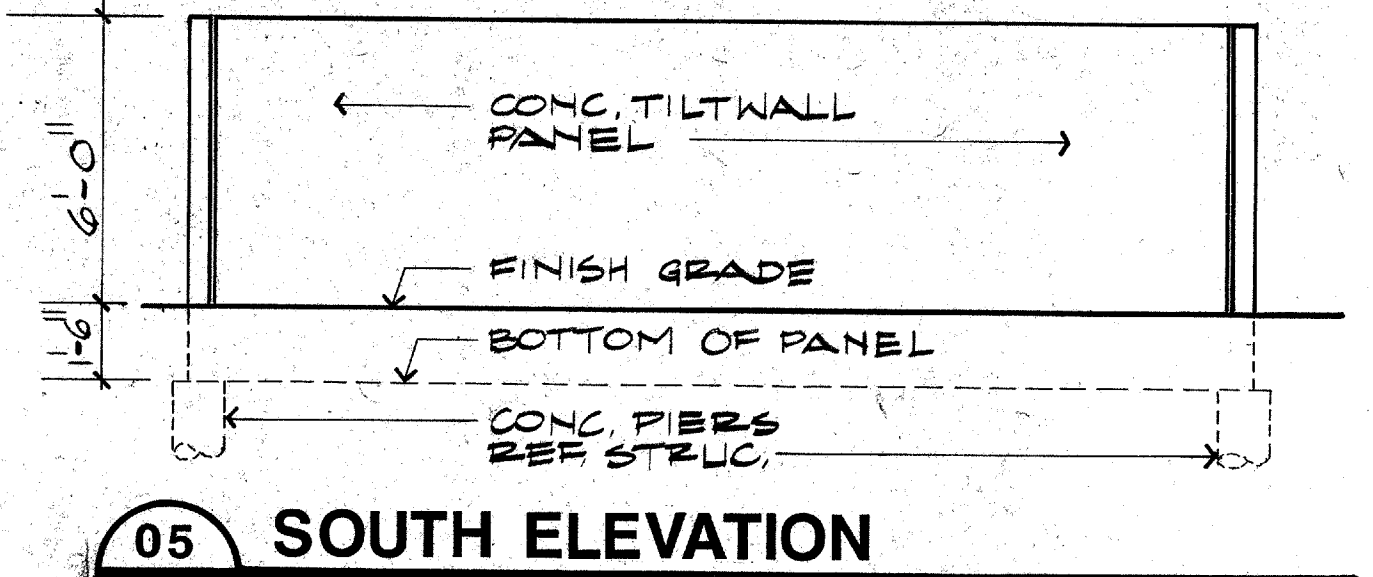 CONC. TILTWALL
PANEL
6'-0"
FINISH GRADE
1'-6"
BOTTOM OF PANEL
CONC. PIERS
REF. STRUC.
05 SOUTH ELEVATION